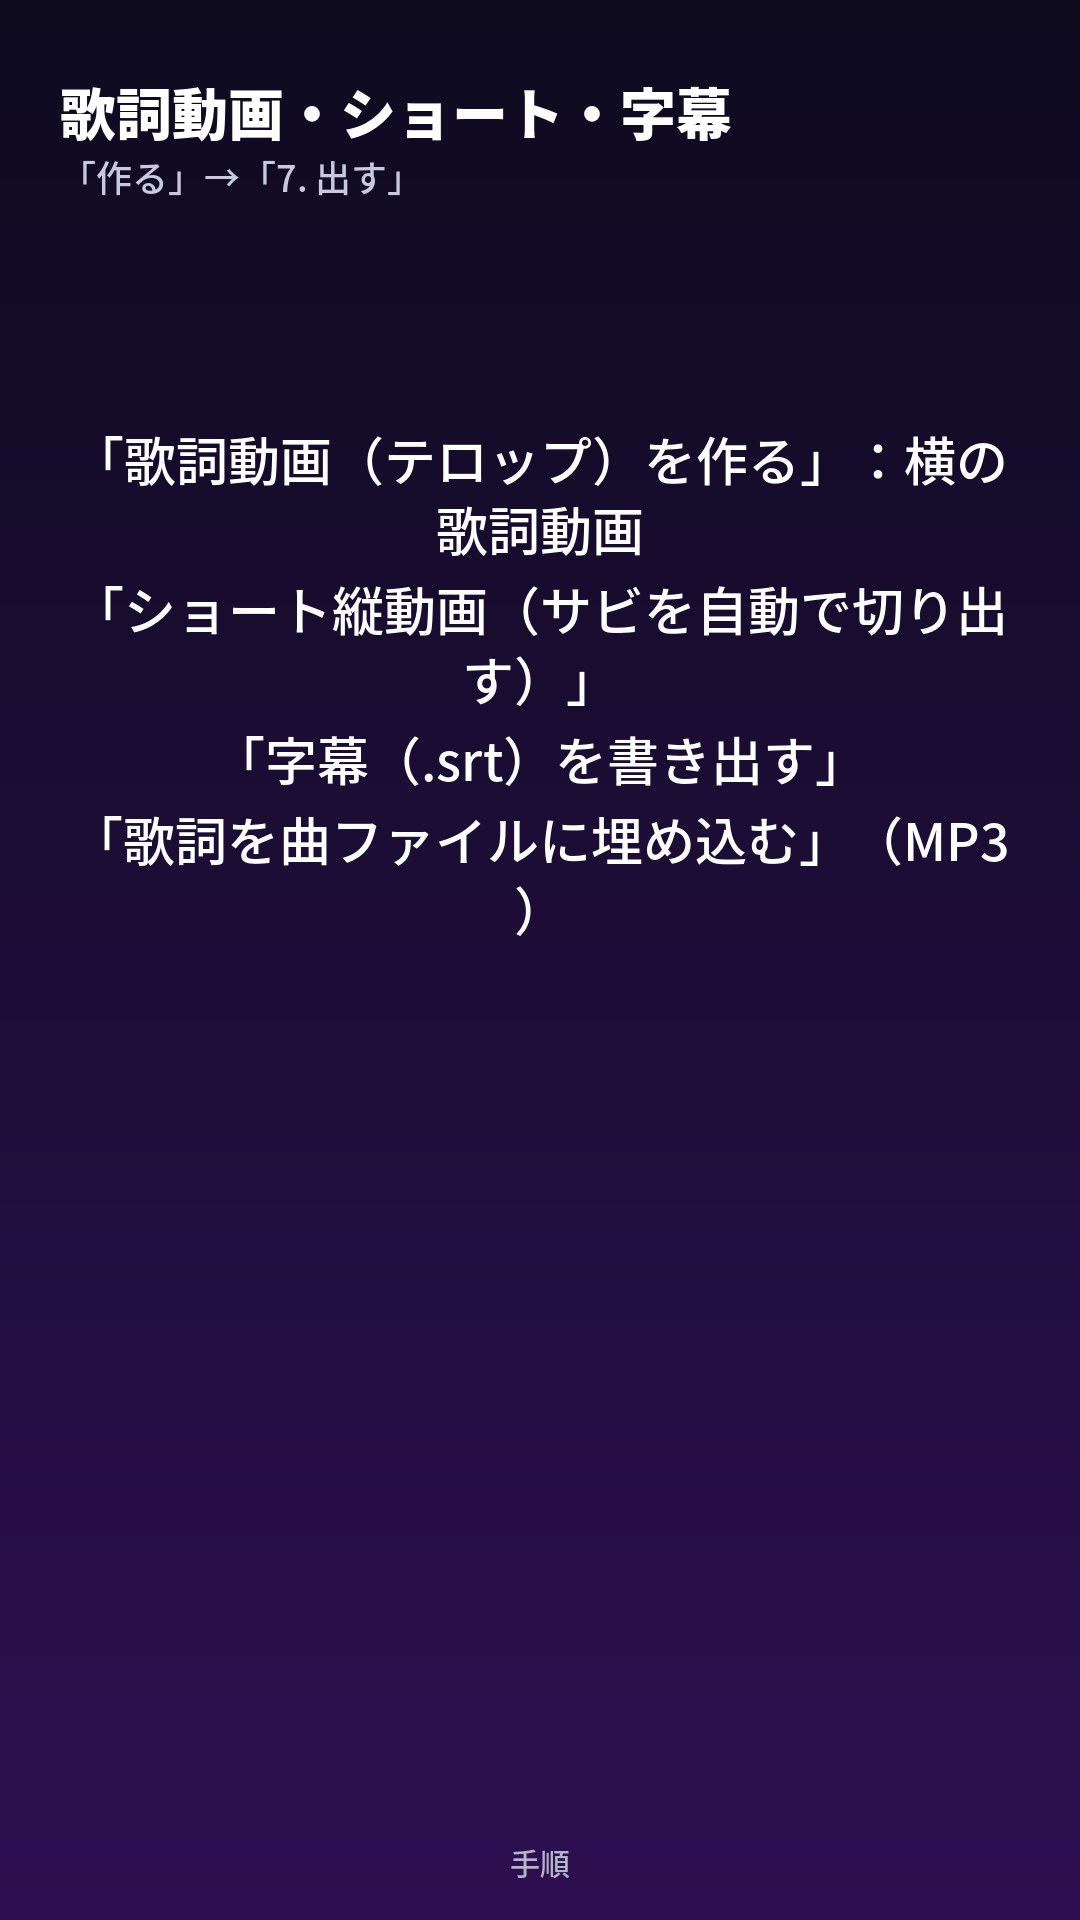 歌詞動画・ショート・字幕
「作る」→「7. 出す」
「歌詞動画（テロップ）を作る」：横の
歌詞動画
「ショート縦動画（サビを自動で切り出
す）」
「字幕（.srt）を書き出す」
「歌詞を曲ファイルに埋め込む」（MP3
）
手順